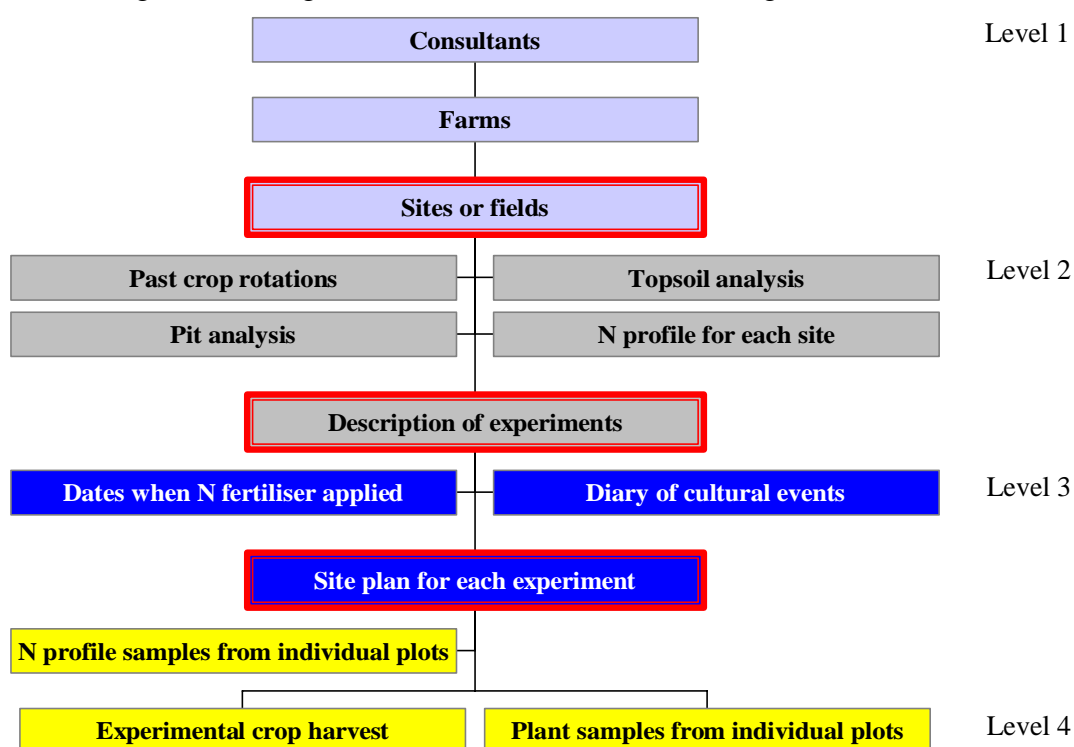 Consultants
Level 1
Farms
Sites or fields
Past crop rotations
Topsoil analysis
Level 2
Pit analysis
N profile for each site
Description of experiments
Dates when N fertiliser applied
Diary of cultural events
Level 3
Site plan for each experiment
N profile samples from individual plots
Experimental crop harvest
Plant samples from individual plots
Level 4